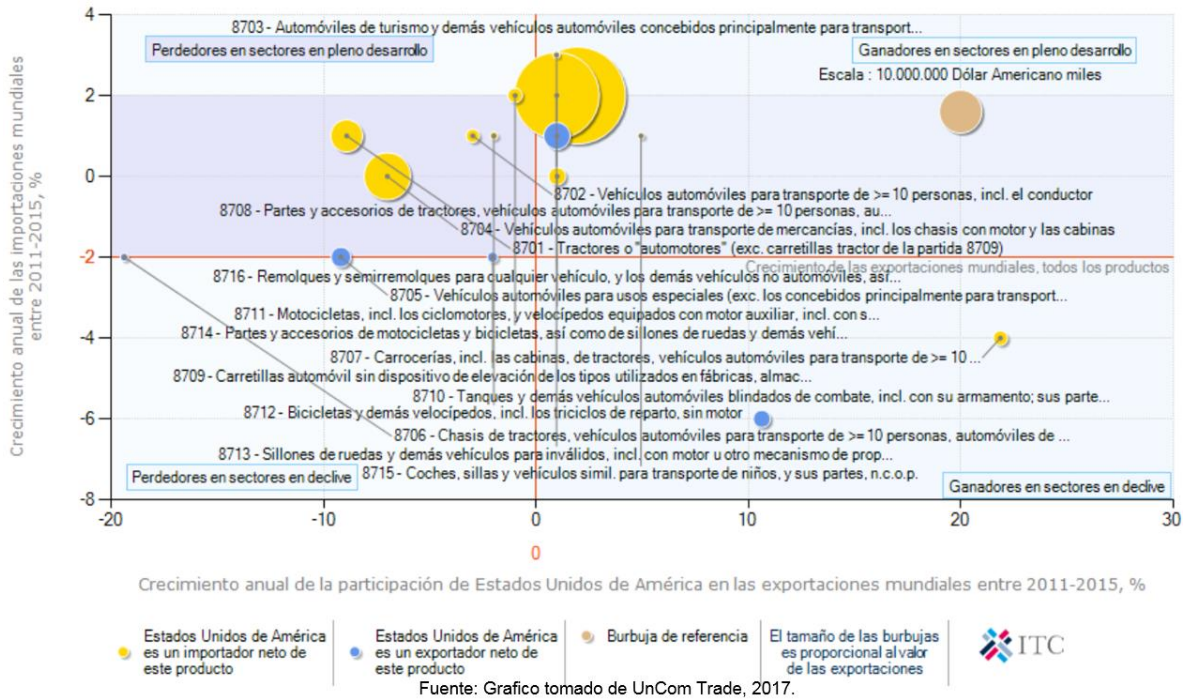 8703 - Automóviles de turismo y demás vehículos automóviles concebidos principalmente para transport...
Perdedores en sectores en pleno desarrollo
Ganadores en sectores en pleno desarrollo
Escala : 10.000.000 Dólar Americano miles
Crecimiento anual de las importaciones mundiales
entre 2011-2015, %
4
2
0
-2
-4
-6
-8
8702 - Vehículos automóviles para transporte de >= 10 personas, incl. el conductor
8708 - Partes y accesorios de tractores, vehículos automóviles para transporte de >= 10 personas, au...
8704 - Vehículos automóviles para transporte de mercancías, incl. los chasis con motor y las cabinas
8701 - Tractores o "automotores" (exc. carretillas tractor de la partida 8709)
Crecimiento de las exportaciones mundiales, todos los productos
8716 - Remolques y semirremolques para cualquier vehículo, y los demás vehículos no automóviles, así...
8705 - Vehículos automóviles para usos especiales (exc. los concebidos principalmente para transport...
8711 - Motocicletas, incl. los ciclomotores, y velocípedos equipados con motor auxiliar, incl. con s...
8714 - Partes y accesorios de motocicletas y bicicletas, así como de sillones de ruedas y demás vehí...
8707 - Carrocerías, incl. las cabinas, de tractores, vehículos automóviles para transporte de >= 10 ...
8709 - Carretillas automóvil sin dispositivo de elevación de los tipos utilizados en fábricas, almac...
8710 - Tanques y demás vehículos automóviles blindados de combate, incl. con su armamento; sus parte...
8712 - Bicicletas y demás velocípedos, incl. los triciclos de reparto, sin motor
8706 - Chasis de tractores, vehículos automóviles para transporte de >= 10 personas, automóviles de ...
8713 - Sillones de ruedas y demás vehículos para inválidos, incl. con motor u otro mecanismo de prop...
8715 - Coches, sillas y vehículos simil. para transporte de niños, y sus partes, n.c.o.p.
Perdedores en sectores en declive
Ganadores en sectores en declive
-20
-10
0
10
20
30
0
Crecimiento anual de la participación de Estados Unidos de América en las exportaciones mundiales entre 2011-2015, %
Estados Unidos de América
es un importador neto de
este producto
Estados Unidos de América
es un exportador neto de
este producto
Burbuja de referencia
El tamaño de las burbujas
es proporcional al valor
de las exportaciones
ITC
Fuente: Grafico tomado de UnCom Trade, 2017.